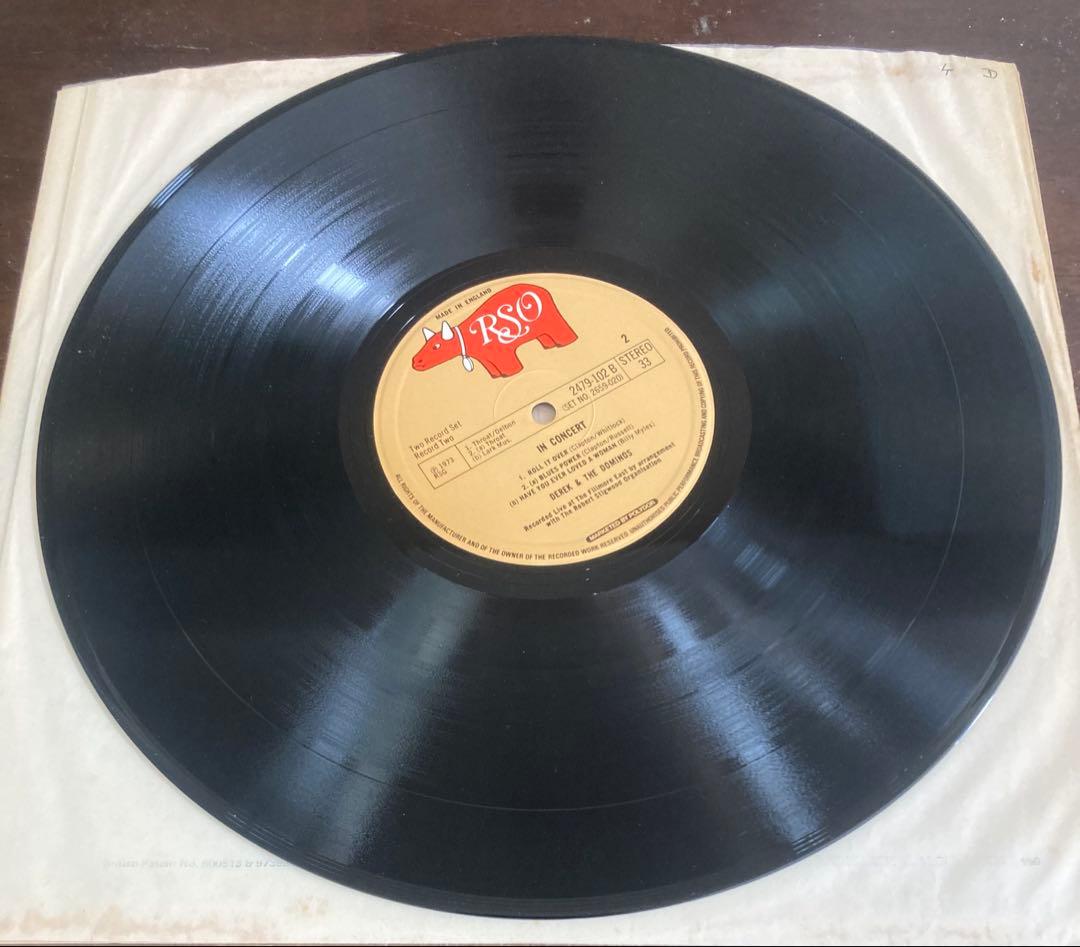 4 D
MADE IN ENGLAND
RSO
2
2479-102 B
(SET NO. 2659-020)
STEREO
33
Two Record Set
Record Two
℗ 1973
RSO
1. Throat/Delbon
2. (a) Throat
(b) Lark Mus.
IN CONCERT
1. ROLL IT OVER (Clapton/Whitlock)
2. (a) BLUES POWER (Clapton/Russell)
(b) HAVE YOU EVER LOVED A WOMAN (Billy Myles)
DEREK & THE DOMINOS
Recorded Live at The Fillmore East by arrangement
with The Robert Stigwood Organisation
MARKETED BY POLYDOR
ALL RIGHTS OF THE MANUFACTURER AND OF THE OWNER OF THE RECORDED WORK RESERVED. UNAUTHORISED PUBLIC PERFORMANCE BROADCASTING AND COPYING OF THIS RECORD PROHIBITED
British Patent No.